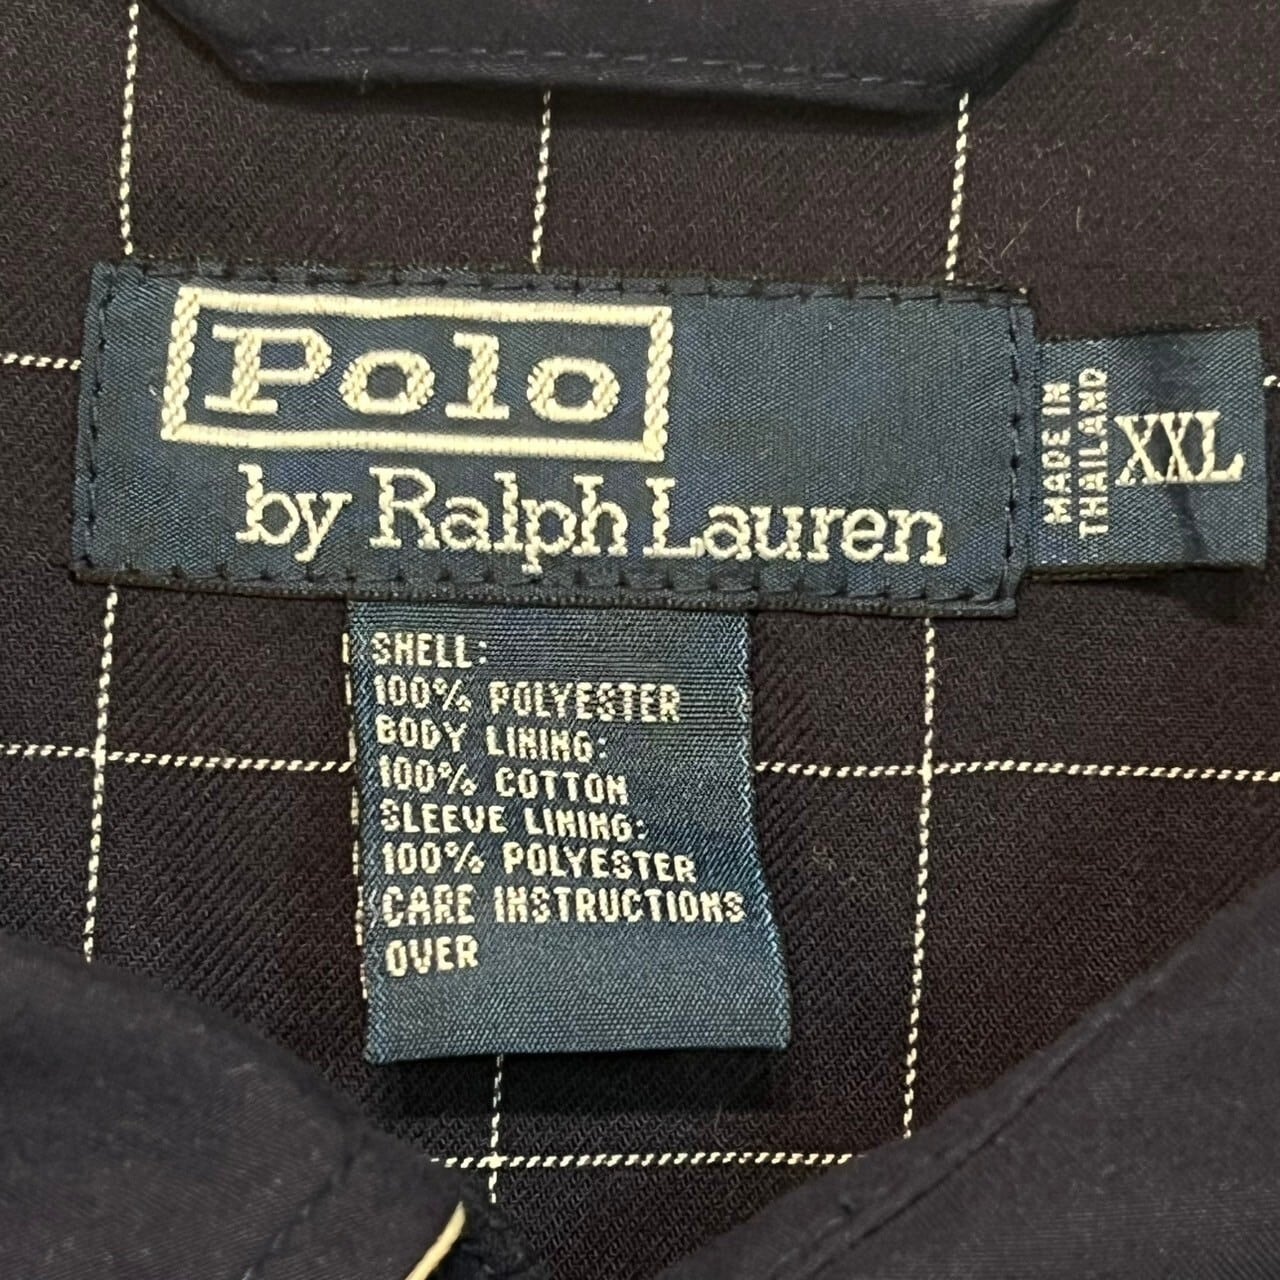 Polo
by Ralph Lauren
MADE IN
THAILAND
XXL
SHELL:
100% POLYESTER
BODY LINING:
100% COTTON
SLEEVE LINING:
100% POLYESTER
CARE INSTRUCTIONS
OVER